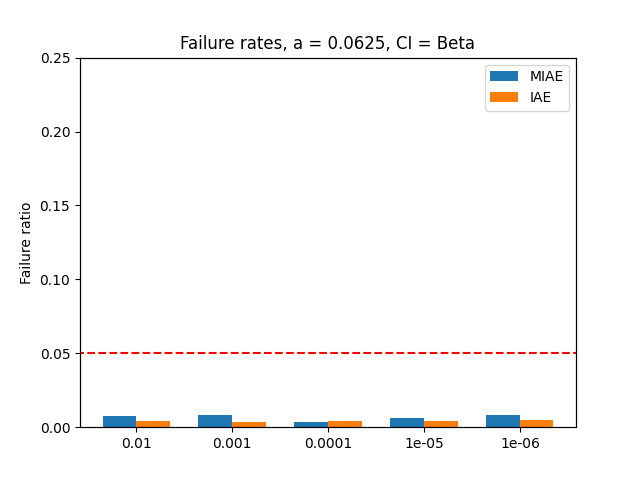 Failure rates, a = 0.0625, CI = Beta
MIAE
IAE
Failure ratio
0.25
0.20
0.15
0.10
0.05
0.00
0.01
0.001
0.0001
1e-05
1e-06